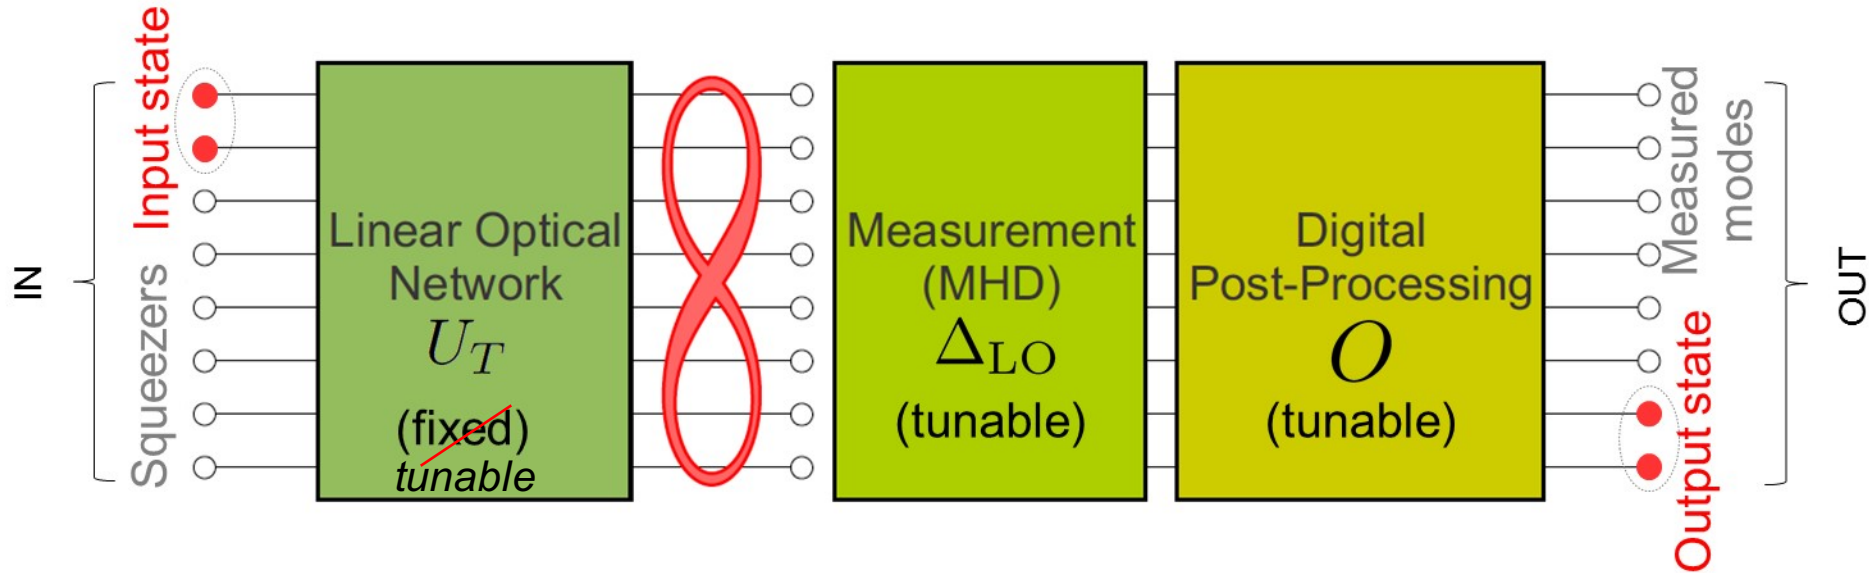 IN
Input state
Squeezers
Linear Optical
Network
U_T
(fixed)
tunable
Measurement
(MHD)
Δ_LO
(tunable)
Digital
Post-Processing
O
(tunable)
Measured
modes
Output state
OUT